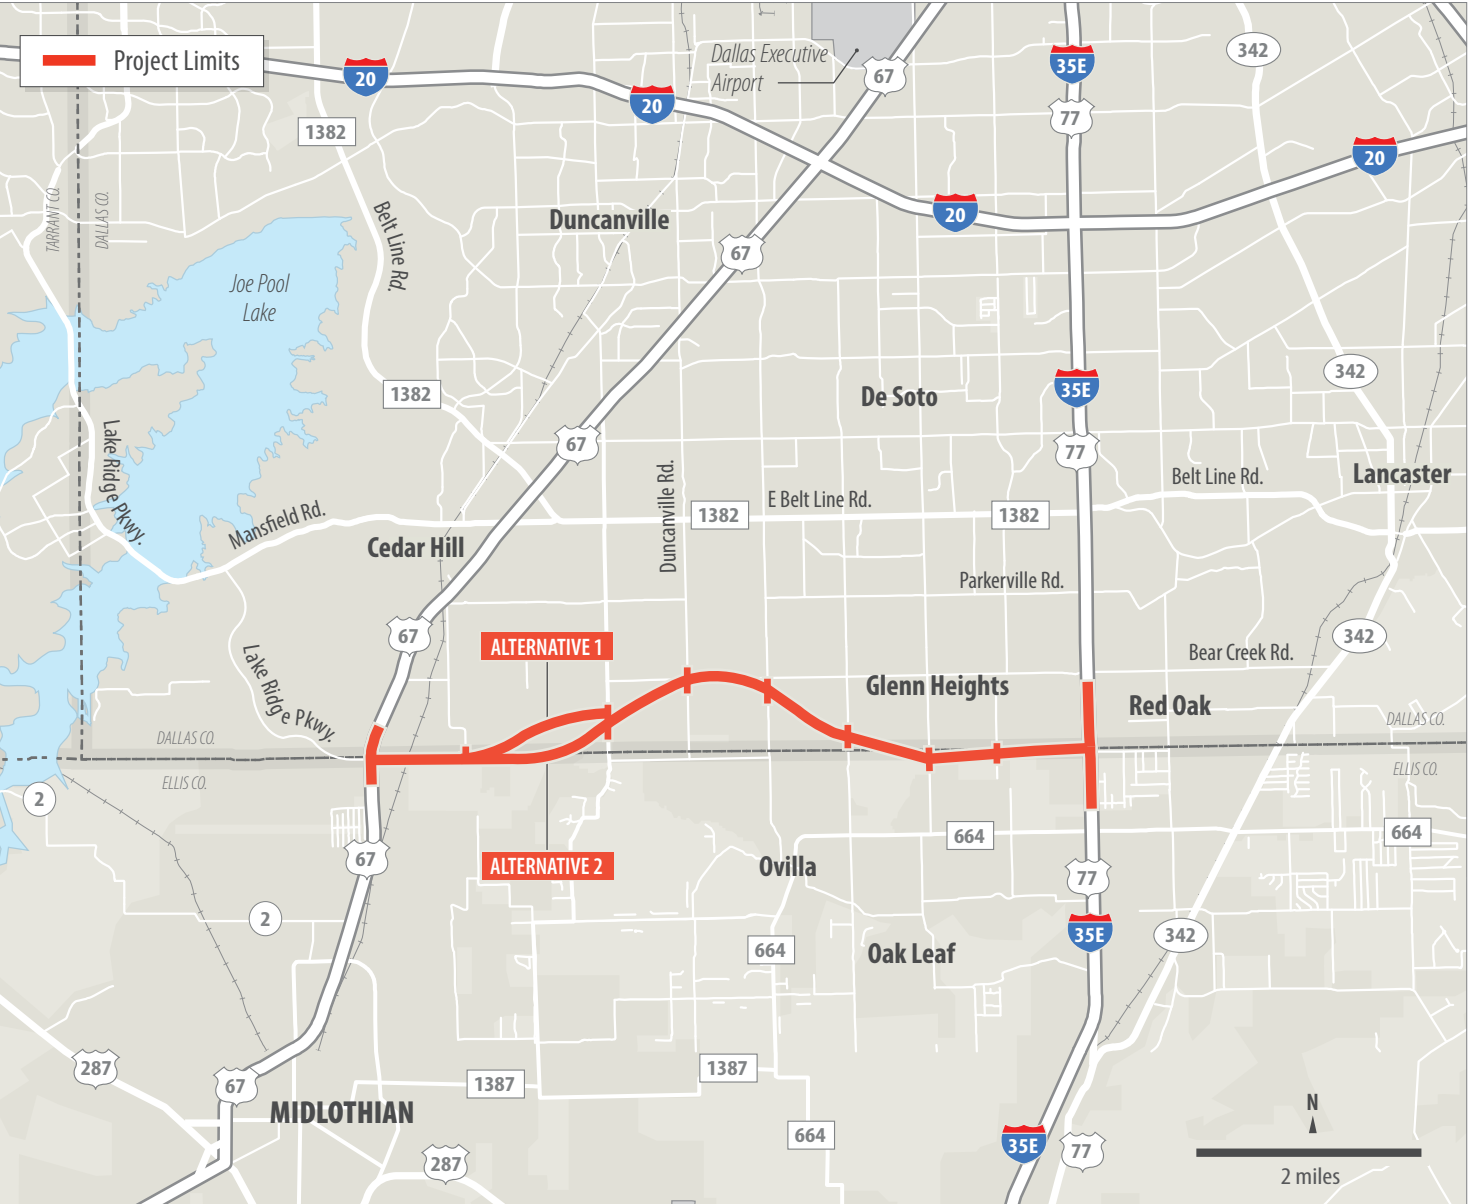 Project Limits
20
Dallas Executive
Airport
67
35E
342
20
77
1382
20
TARRANT CO.
DALLAS CO.
Belt Line Rd.
Duncanville
20
67
Joe Pool
Lake
342
1382
De Soto
35E
67
77
Lake Ridge Pkwy.
Duncanville Rd.
Belt Line Rd.
Lancaster
E Belt Line Rd.
1382
1382
Mansfield Rd.
Cedar Hill
Parkerville Rd.
67
342
ALTERNATIVE 1
Lake Ridge Pkwy.
Bear Creek Rd.
Glenn Heights
Red Oak
DALLAS CO.
DALLAS CO.
ELLIS CO.
ELLIS CO.
2
664
664
67
ALTERNATIVE 2
Ovilla
77
2
35E
342
664
Oak Leaf
287
67
1387
1387
MIDLOTHIAN
N
664
35E
77
287
2 miles